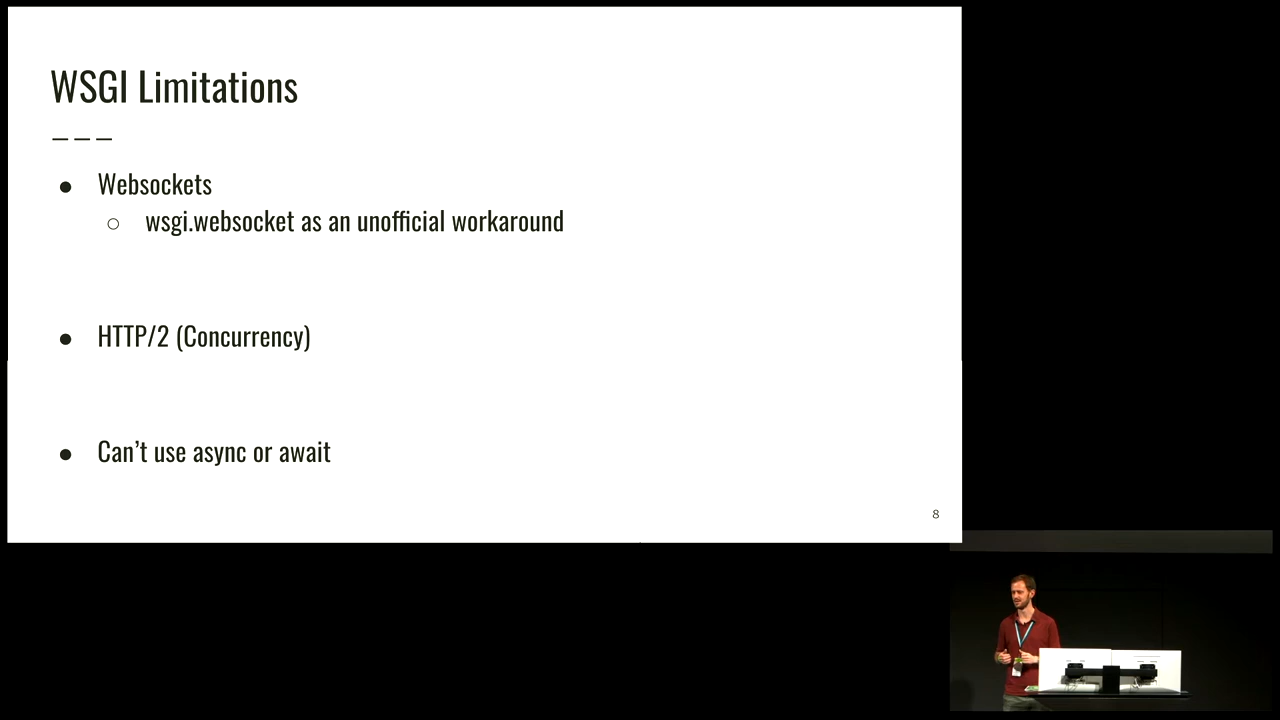 WSGI Limitations
● Websockets
○ wsgi.websocket as an unofficial workaround
● HTTP/2 (Concurrency)
● Can’t use async or await
8